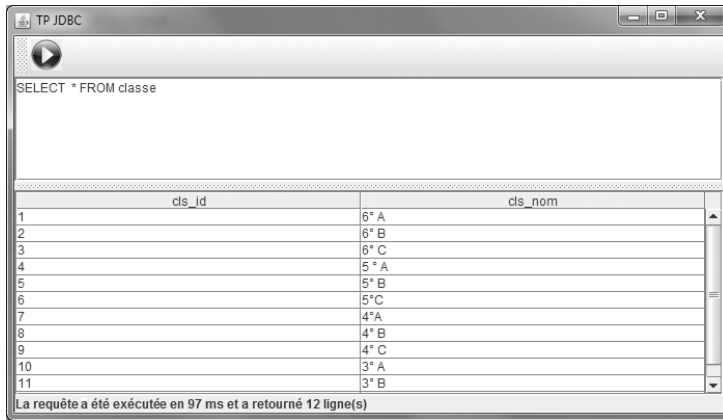 TP JDBC
SELECT * FROM classe
cls_id cls_nom
1 6° A
2 6° B
3 6° C
4 5 ° A
5 5° B
6 5°C
7 4°A
8 4° B
9 4° C
10 3° A
11 3° B
La requête a été exécutée en 97 ms et a retourné 12 ligne(s)